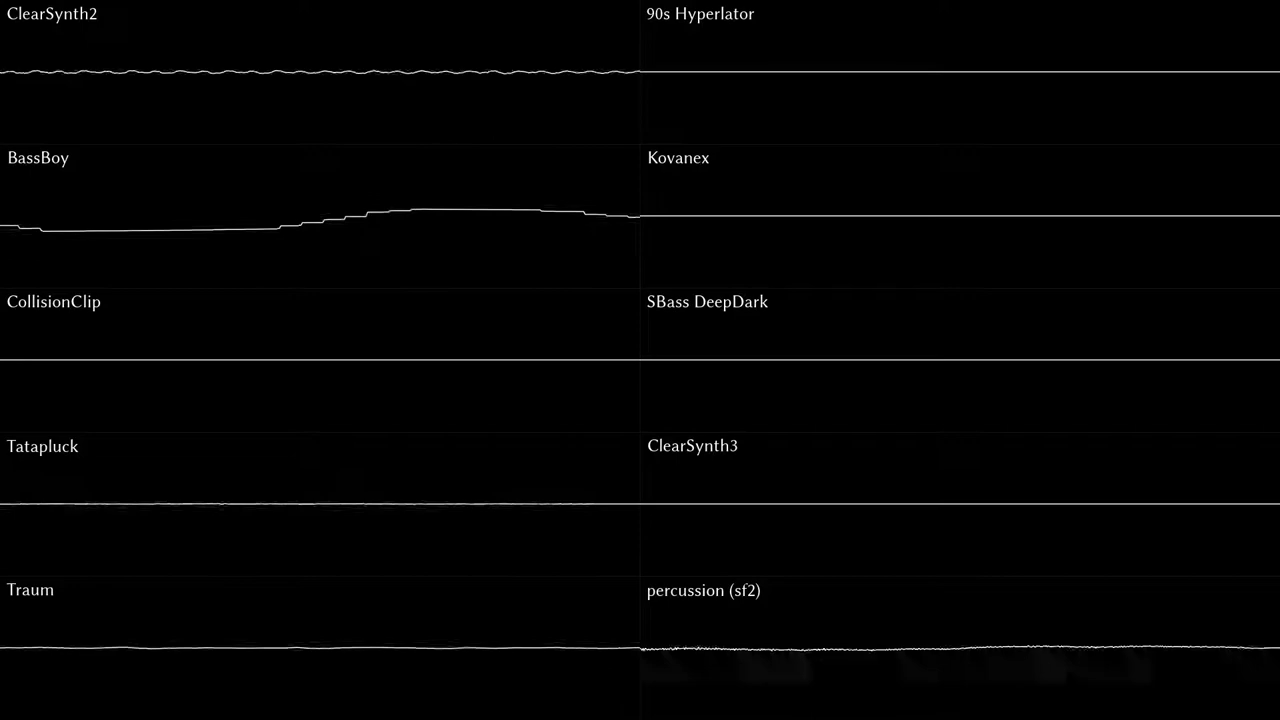 ClearSynth2
90s Hyperlator
BassBoy
Kovanex
CollisionClip
SBass DeepDark
Tatapluck
ClearSynth3
Traum
percussion (sf2)